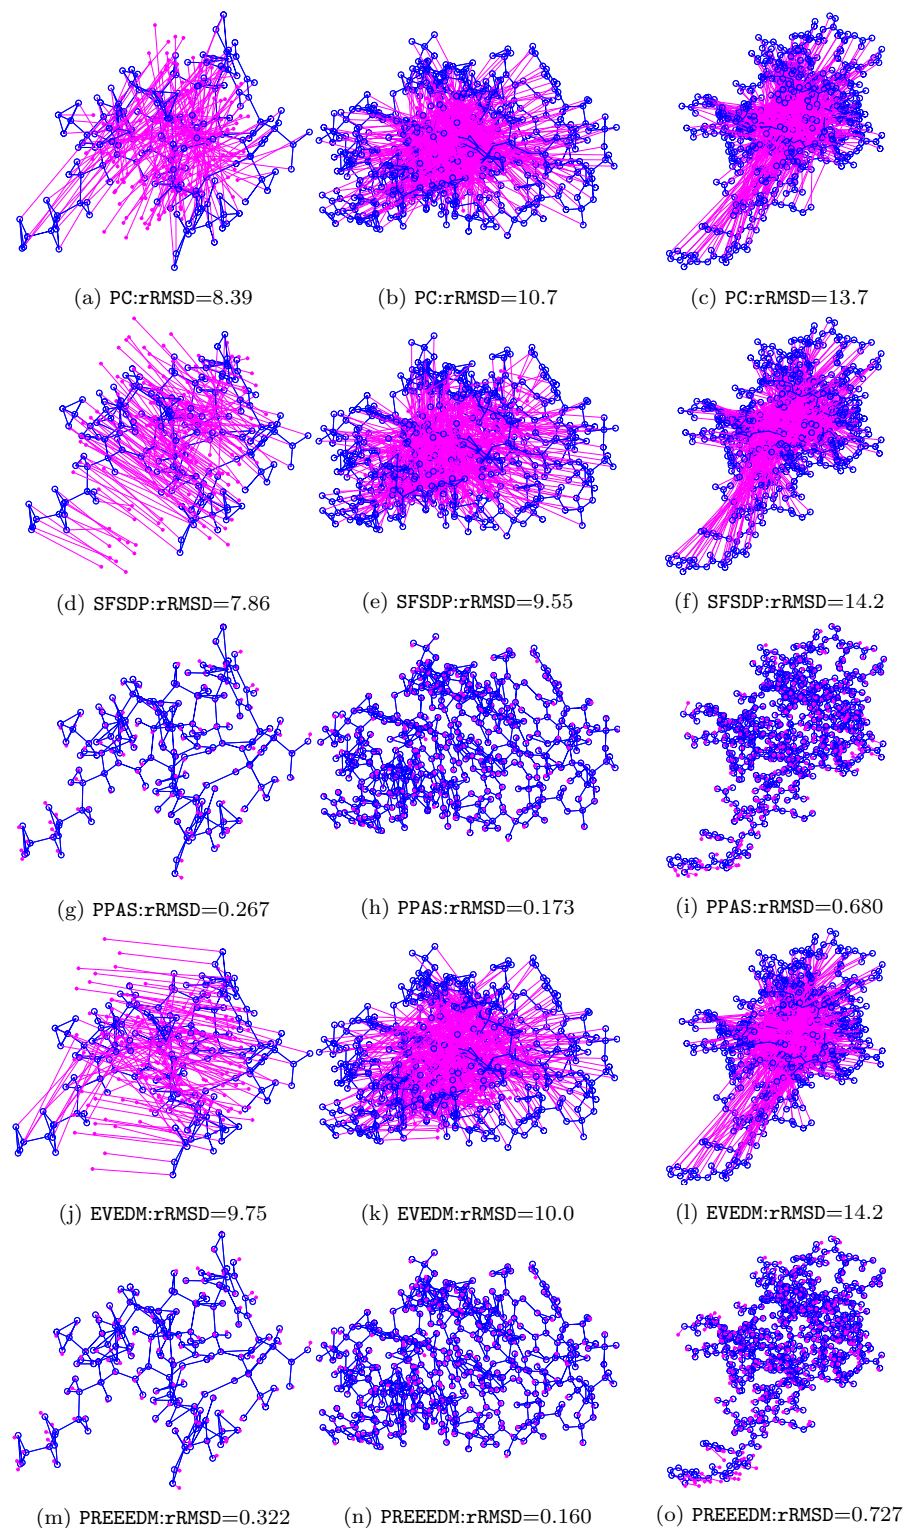 (a) PC:rRMSD=8.39
(b) PC:rRMSD=10.7
(c) PC:rRMSD=13.7
(d) SFSDP:rRMSD=7.86
(e) SFSDP:rRMSD=9.55
(f) SFSDP:rRMSD=14.2
(g) PPAS:rRMSD=0.267
(h) PPAS:rRMSD=0.173
(i) PPAS:rRMSD=0.680
(j) EVEDM:rRMSD=9.75
(k) EVEDM:rRMSD=10.0
(l) EVEDM:rRMSD=14.2
(m) PREEEDM:rRMSD=0.322
(n) PREEEDM:rRMSD=0.160
(o) PREEEDM:rRMSD=0.727